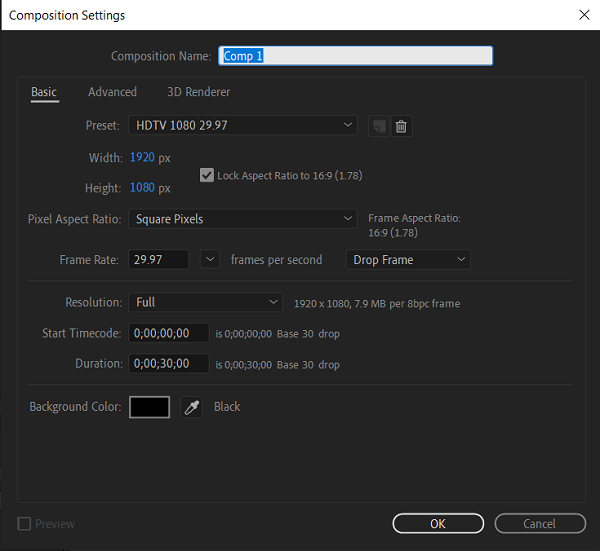 Composition Settings
Composition Name: Comp 1
Basic Advanced 3D Renderer
Preset: HDTV 1080 29.97
Width: 1920 px
Lock Aspect Ratio to 16:9 (1.78)
Height: 1080 px
Pixel Aspect Ratio: Square Pixels
Frame Aspect Ratio:
16:9 (1.78)
Frame Rate: 29.97 frames per second Drop Frame
Resolution: Full 1920 x 1080, 7.9 MB per 8bpc frame
Start Timecode: 0;00;00;00 is 0;00;00;00 Base 30 drop
Duration: 0;00;30;00 is 0;00;30;00 Base 30 drop
Background Color: Black
Preview OK Cancel